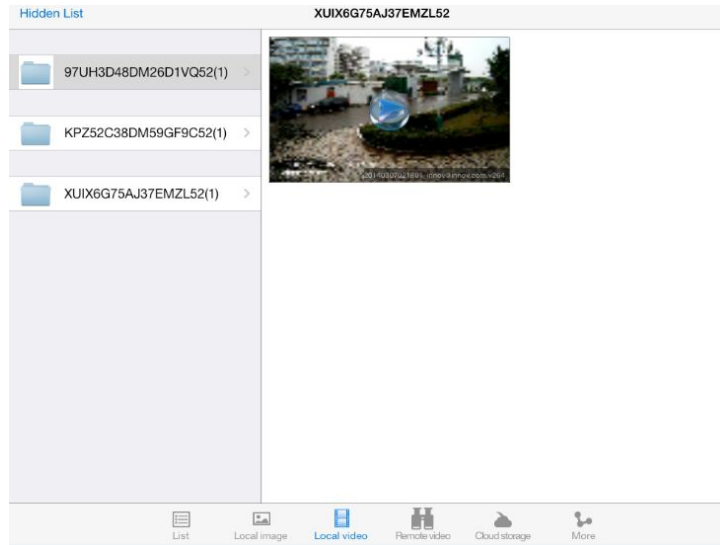 Hidden List
XUIX6G75AJ37EMZL52
97UH3D48DM26D1VQ52(1)
KPZ52C38DM59GF9C52(1)
XUIX6G75AJ37EMZL52(1)
List
Local image
Local video
Remote video
Cloud storage
More